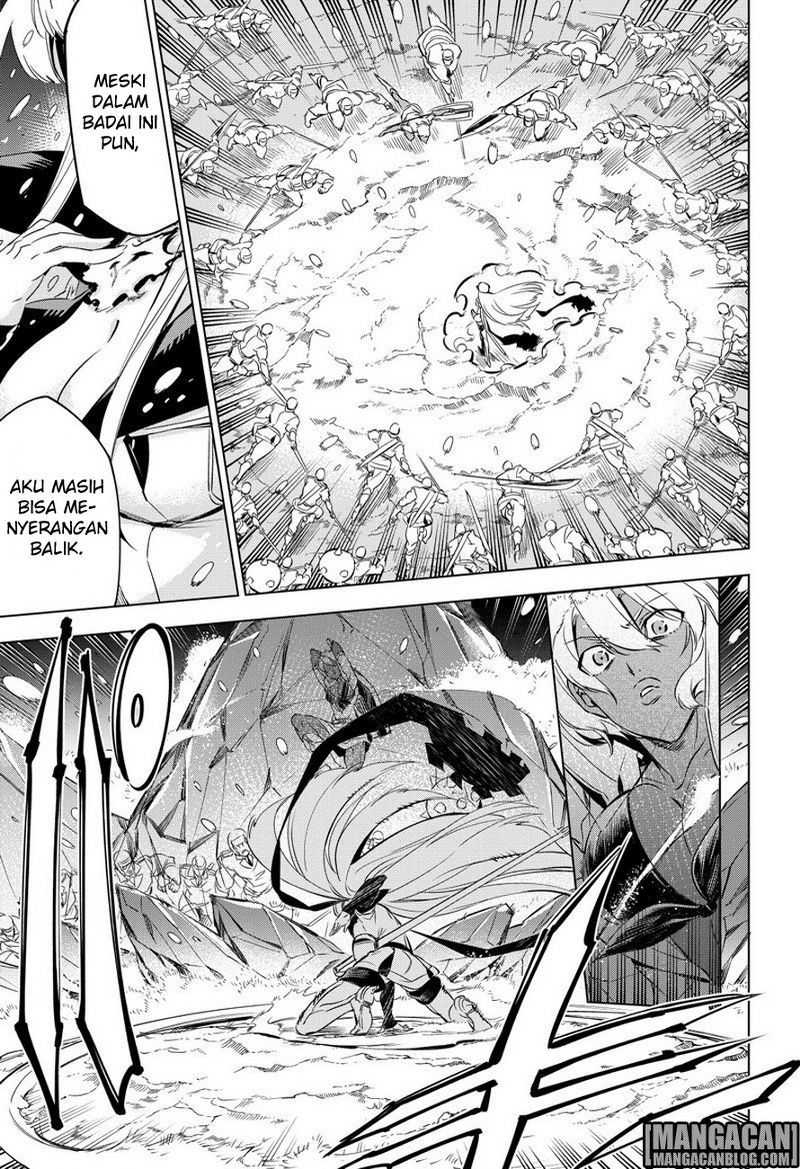 MESKI
DALAM
BADAI INI
PUN,
AKU MASIH
BISA ME-
NYERANGAN
BALIK.
[MANGACAN]
MANGACANBLOG.COM